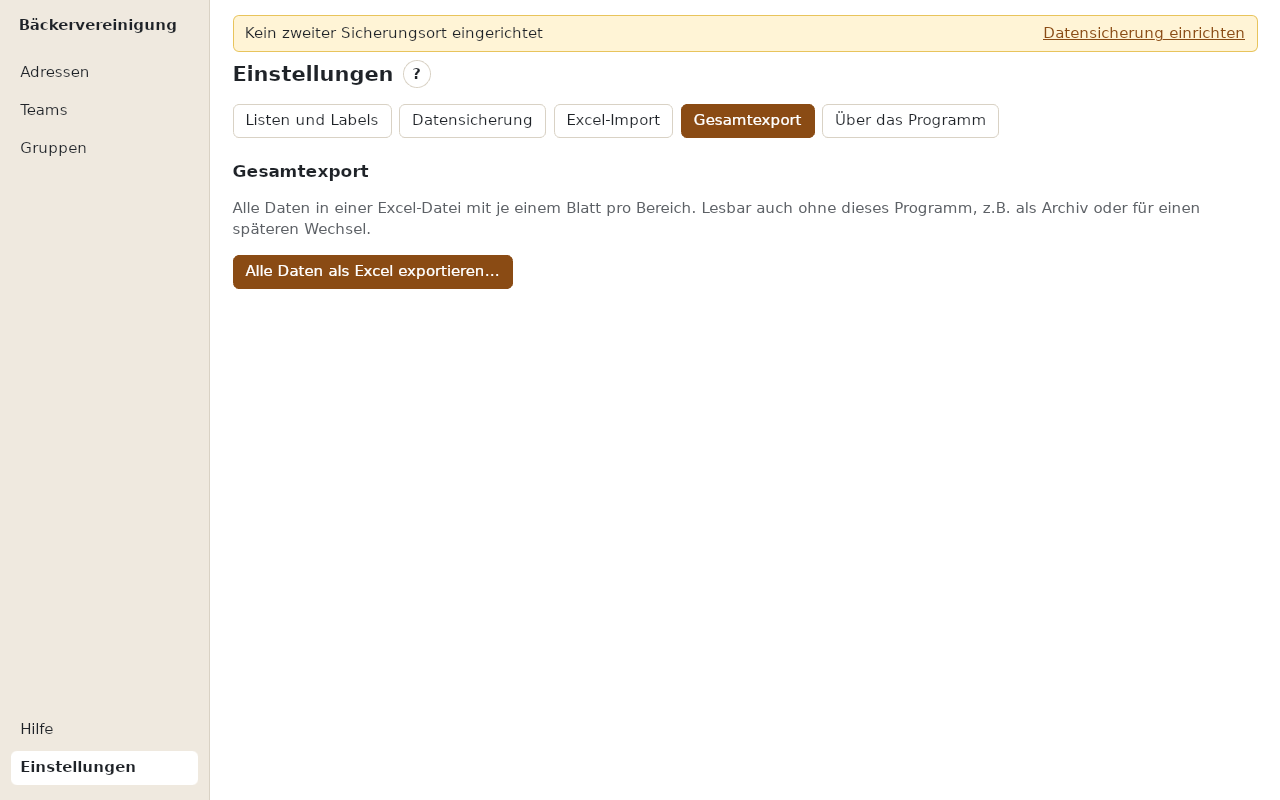 Bäckervereinigung
Adressen
Teams
Gruppen
Hilfe
Einstellungen
Kein zweiter Sicherungsort eingerichtet
Datensicherung einrichten
Einstellungen ?
Listen und Labels
Datensicherung
Excel-Import
Gesamtexport
Über das Programm
Gesamtexport
Alle Daten in einer Excel-Datei mit je einem Blatt pro Bereich. Lesbar auch ohne dieses Programm, z.B. als Archiv oder für einen
späteren Wechsel.
Alle Daten als Excel exportieren…